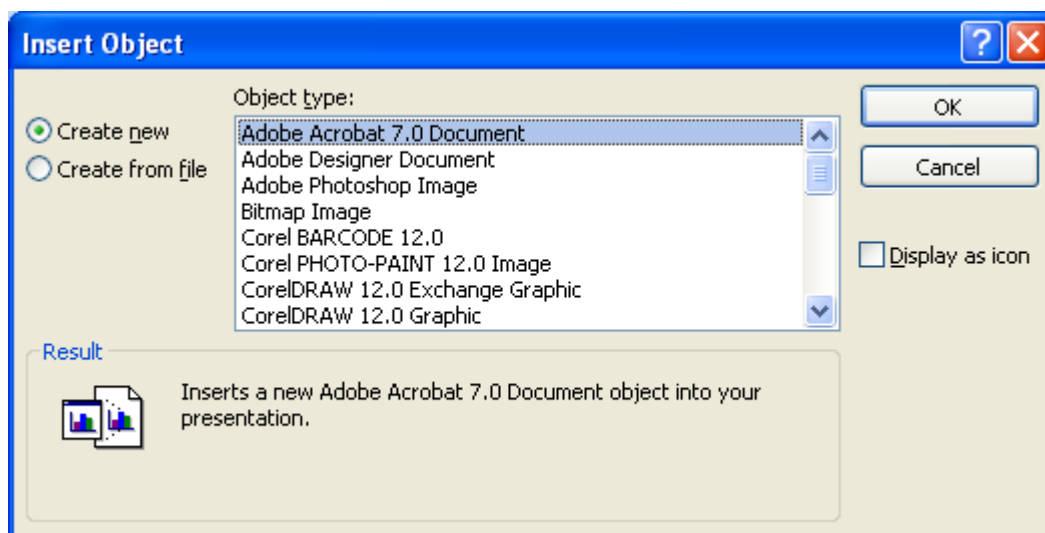 Insert Object
Object type:
Create new
Create from file
Adobe Acrobat 7.0 Document
Adobe Designer Document
Adobe Photoshop Image
Bitmap Image
Corel BARCODE 12.0
Corel PHOTO-PAINT 12.0 Image
CorelDRAW 12.0 Exchange Graphic
CorelDRAW 12.0 Graphic
OK
Cancel
Display as icon
Result
Inserts a new Adobe Acrobat 7.0 Document object into your
presentation.